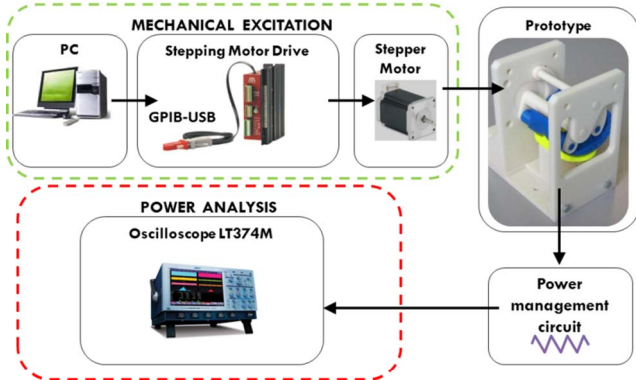 MECHANICAL EXCITATION
PC
Stepping Motor Drive
GPIB-USB
Stepper
Motor
Prototype
POWER ANALYSIS
Oscilloscope LT374M
Power
management
circuit